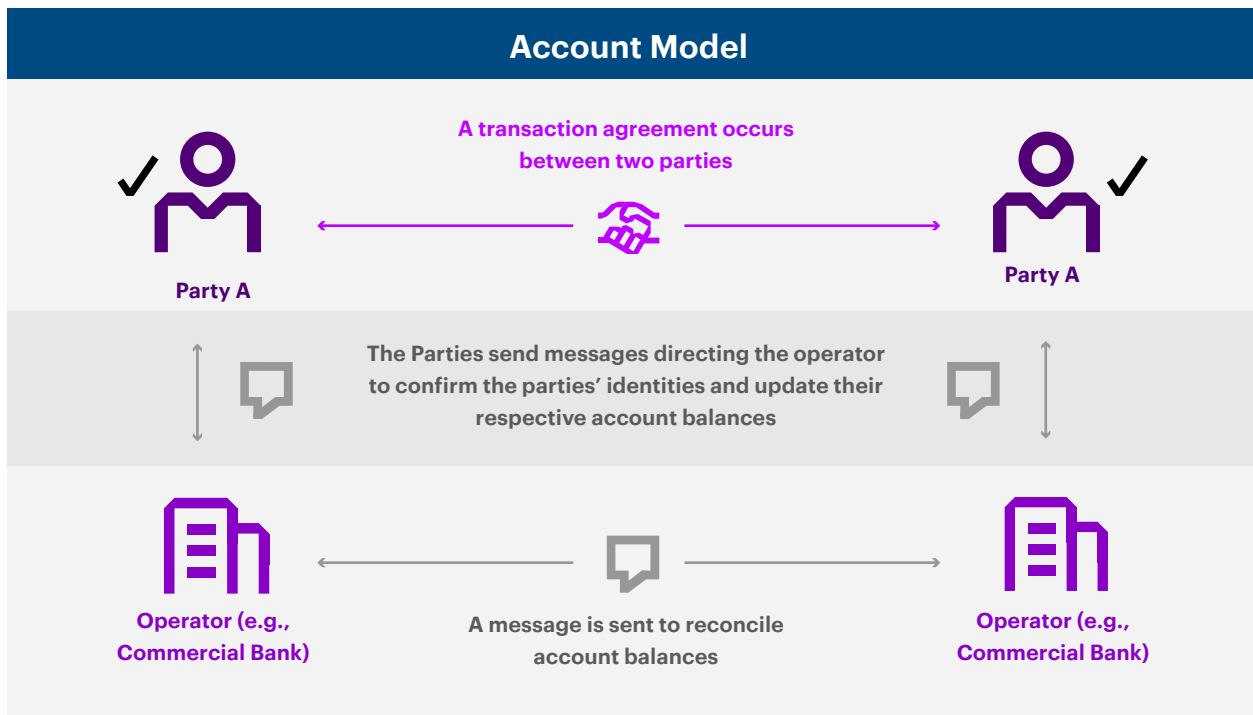 Account Model
A transaction agreement occurs
between two parties
Party A
Party A
The Parties send messages directing the operator
to confirm the parties’ identities and update their
respective account balances
Operator (e.g.,
Commercial Bank)
A message is sent to reconcile
account balances
Operator (e.g.,
Commercial Bank)